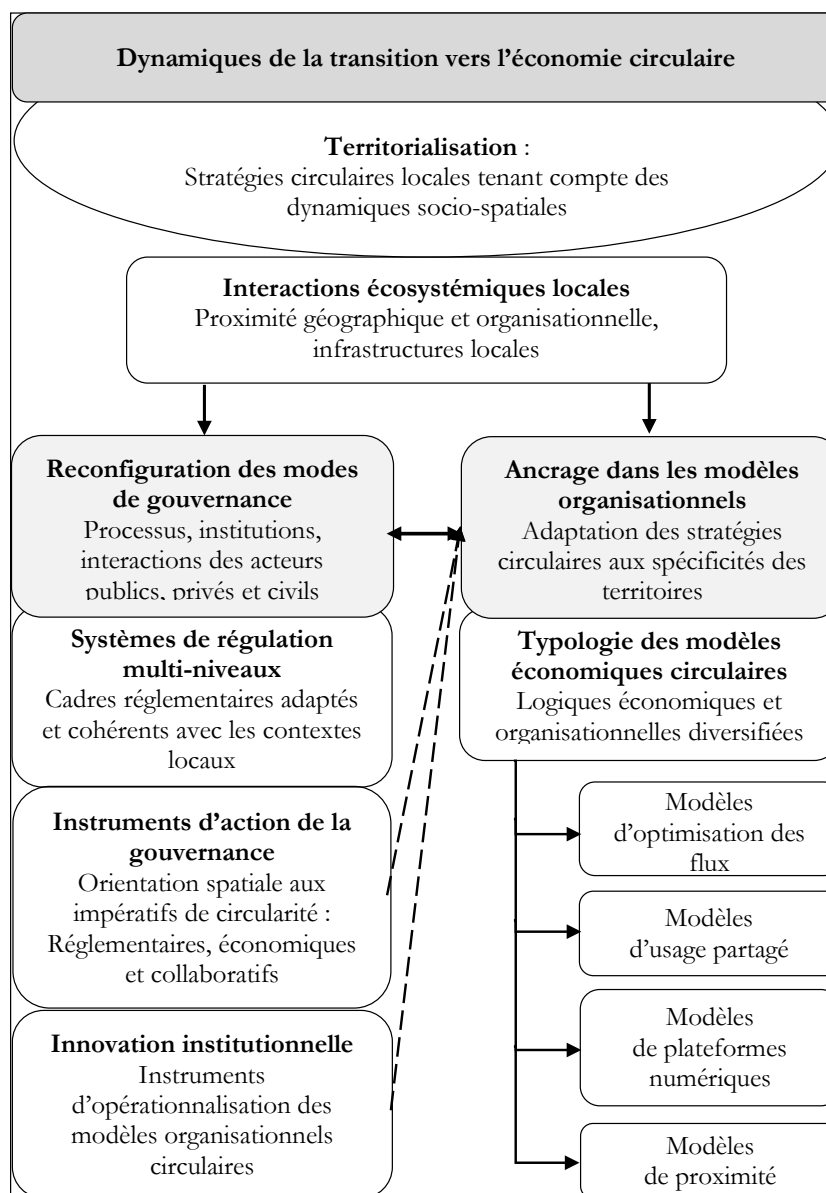 Dynamiques de la transition vers l'économie circulaire
Territorialisation :
Stratégies circulaires locales tenant compte des
dynamiques socio-spatiales
Interactions écosystémiques locales
Proximité géographique et organisationnelle,
infrastructures locales
Reconfiguration des modes
de gouvernance
Processus, institutions,
interactions des acteurs
publics, privés et civils
Systèmes de régulation
multi-niveaux
Cadres réglementaires adaptés
et cohérents avec les contextes
locaux
Instruments d'action de la
gouvernance
Orientation spatiale aux
impératifs de circularité :
Réglementaires, économiques
et collaboratifs
Innovation institutionnelle
Instruments
d'opérationnalisation des
modèles organisationnels
circulaires
Ancrage dans les modèles
organisationnels
Adaptation des stratégies
circulaires aux spécificités des
territoires
Typologie des modèles
économiques circulaires
Logiques économiques et
organisationnelles diversifiées
Modèles
d'optimisation des
flux
Modèles
d'usage partagé
Modèles
de plateformes
numériques
Modèles
de proximité